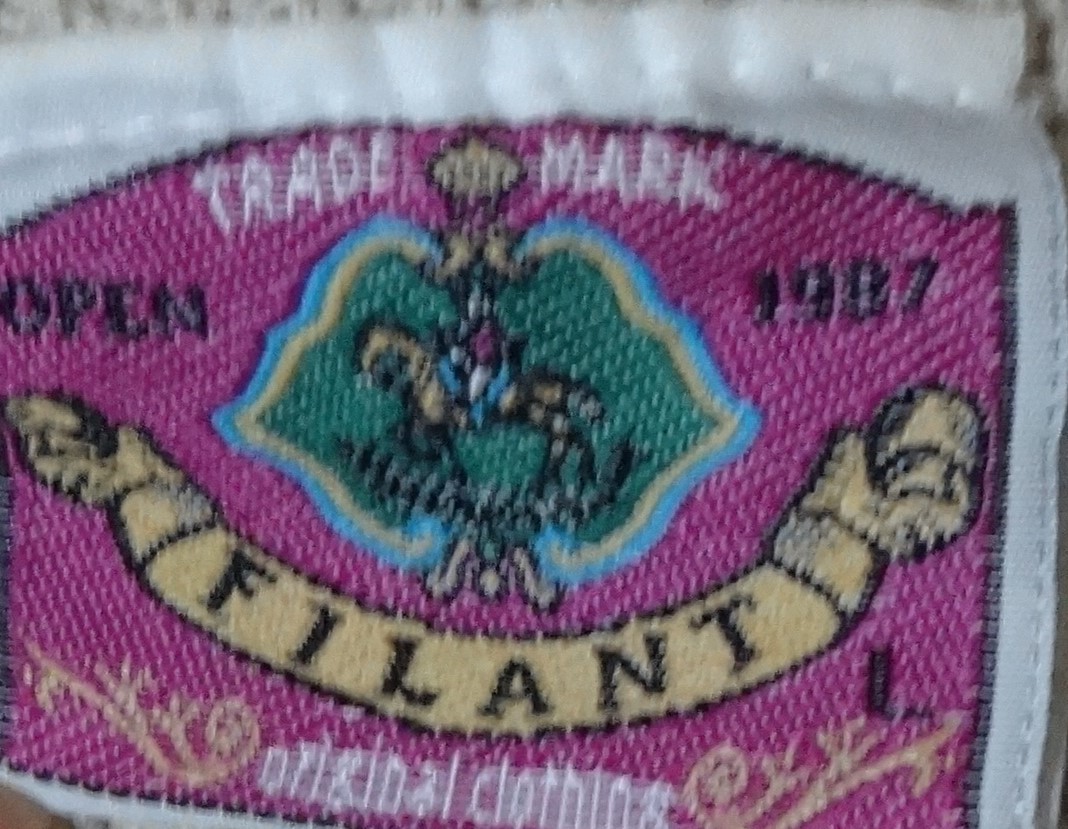 TRADE MARK
OPEN 1987
FILANT
L
original clothing